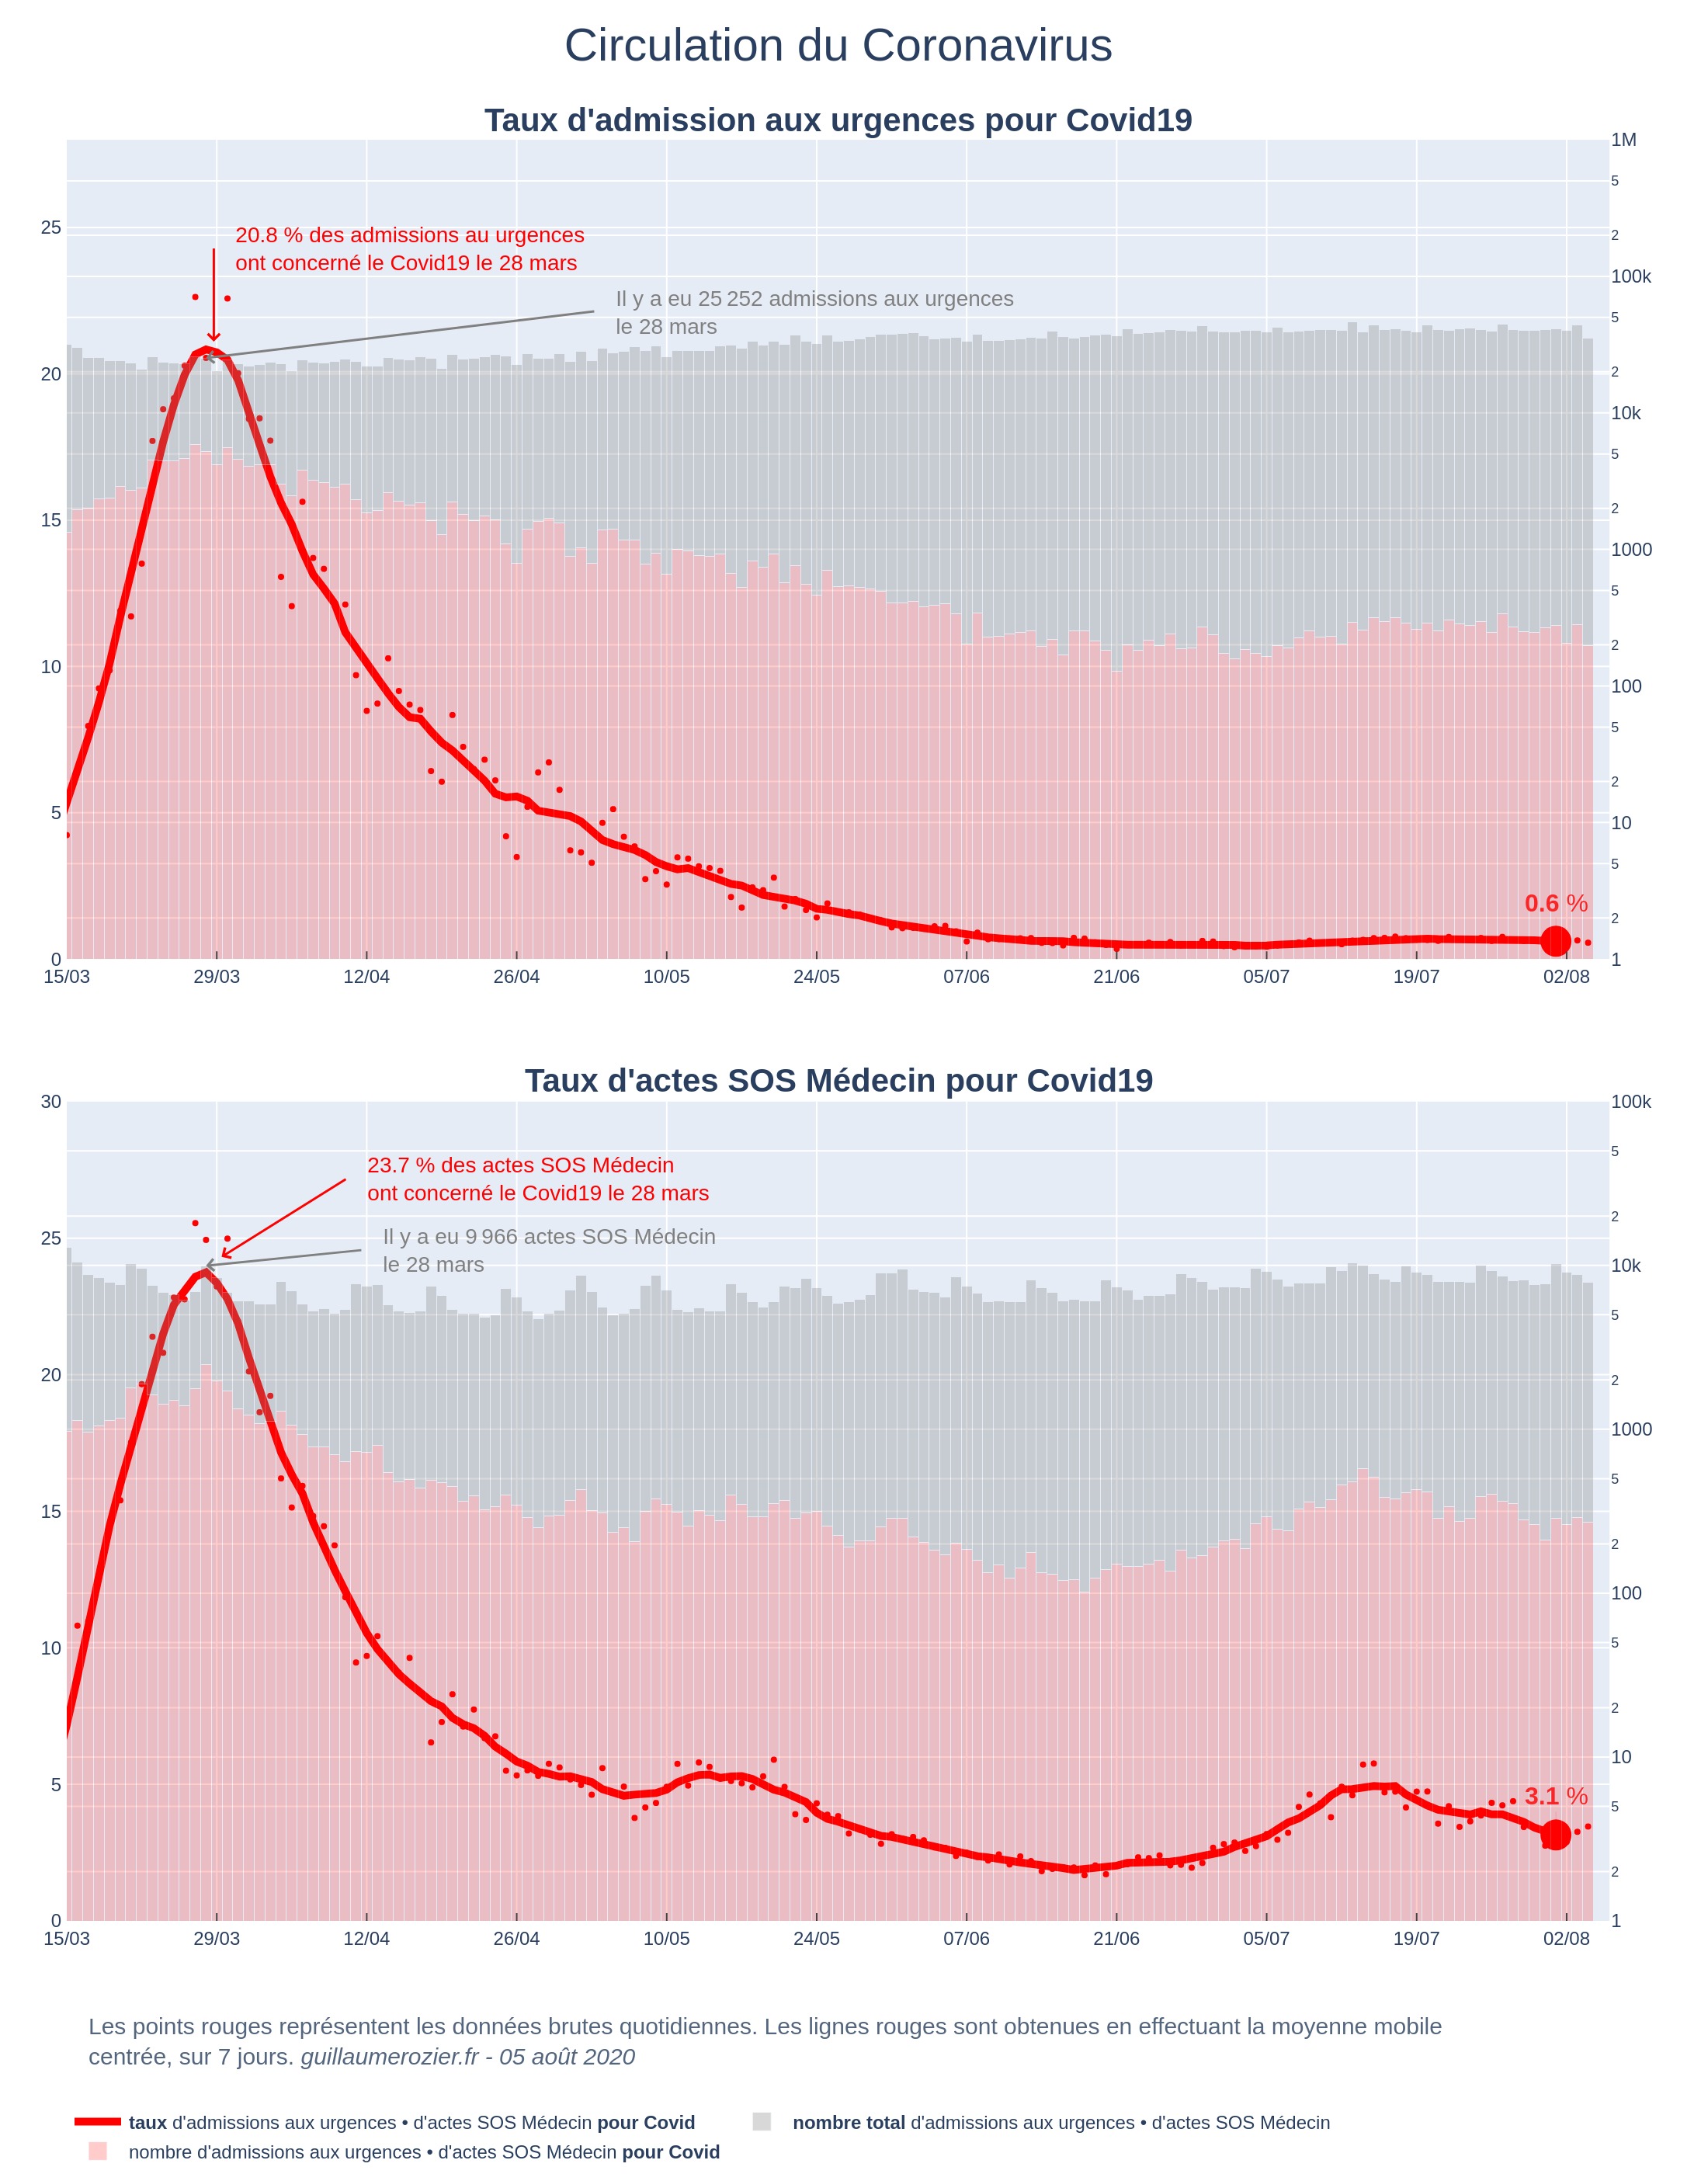 Circulation du Coronavirus
Taux d'admission aux urgences pour Covid19
1M
5
25
2
20.8 % des admissions au urgences
ont concerné le Covid19 le 28 mars
100k
Il y a eu 25 252 admissions aux urgences
le 28 mars
5
20
2
10k
5
15
2
1000
5
10
2
100
5
5
2
10
5
0.6 %
2
0
1
15/03 29/03 12/04 26/04 10/05 24/05 07/06 21/06 05/07 19/07 02/08
Taux d'actes SOS Médecin pour Covid19
30
100k
5
23.7 % des actes SOS Médecin
ont concerné le Covid19 le 28 mars
2
25
Il y a eu 9 966 actes SOS Médecin
le 28 mars
10k
5
20
2
1000
5
15
2
100
5
10
2
10
5
3.1 %
5
2
0
1
15/03 29/03 12/04 26/04 10/05 24/05 07/06 21/06 05/07 19/07 02/08
Les points rouges représentent les données brutes quotidiennes. Les lignes rouges sont obtenues en effectuant la moyenne mobile
centrée, sur 7 jours. guillaumerozier.fr - 05 août 2020
taux d'admissions aux urgences • d'actes SOS Médecin pour Covid
nombre total d'admissions aux urgences • d'actes SOS Médecin
nombre d'admissions aux urgences • d'actes SOS Médecin pour Covid